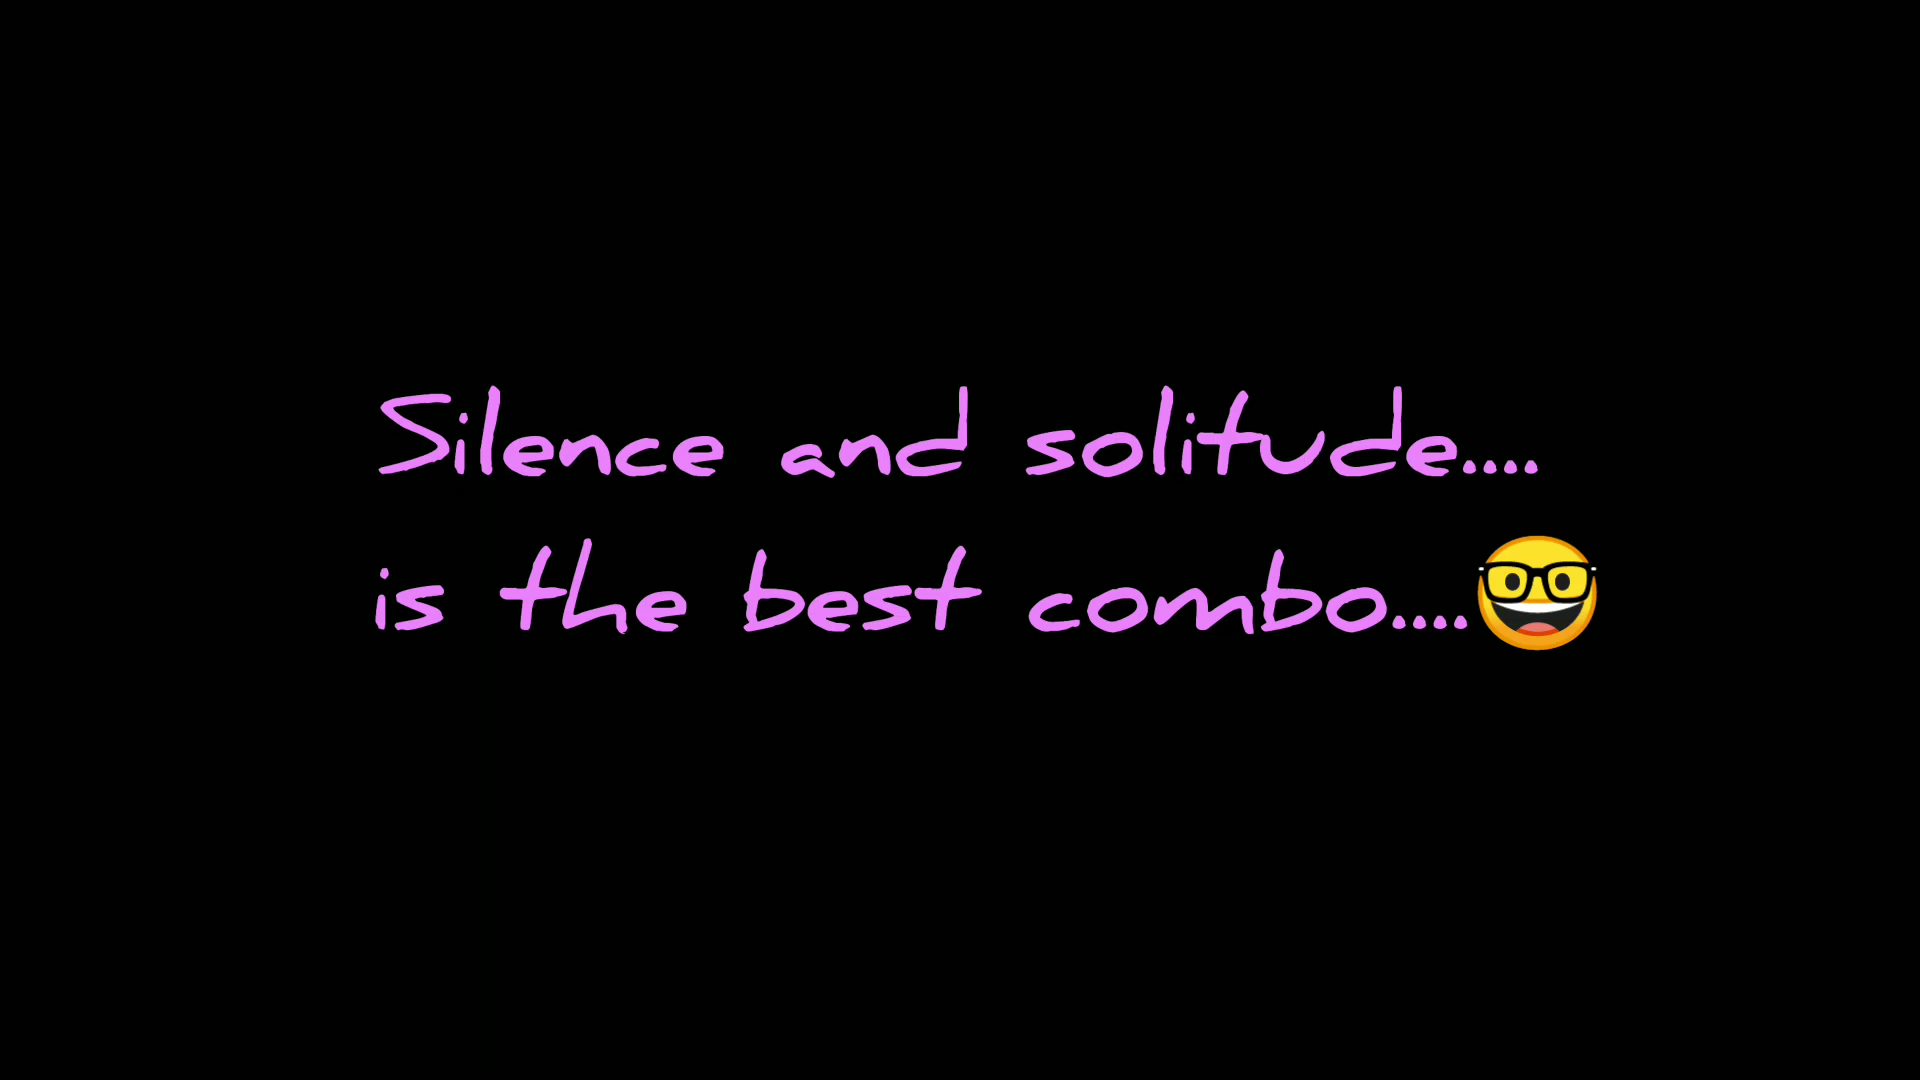 Silence and solitude....
is the best combo....🤓